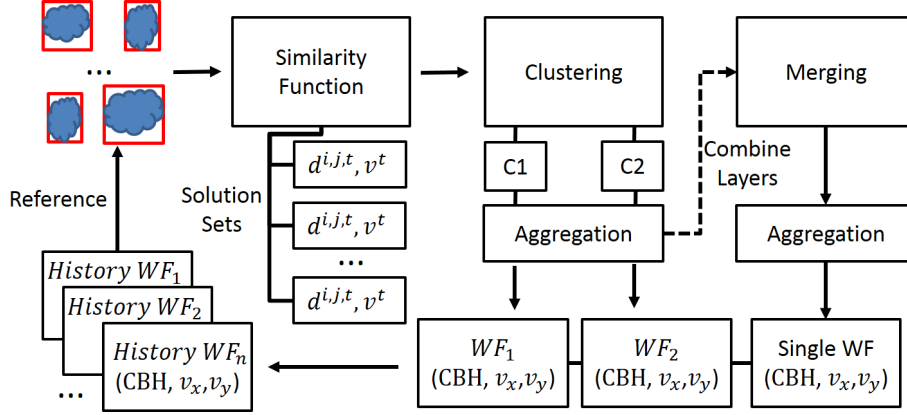 ...
Similarity
Function
Clustering
Merging
Reference
Solution
Sets
$d^{i,j,t}, v^t$
$d^{i,j,t}, v^t$
...
$d^{i,j,t}, v^t$
C1
C2
Combine
Layers
Aggregation
Aggregation
History $WF_1$
History $WF_2$
History $WF_n$
(CBH, $v_x$,$v_y$)
...
$WF_1$
(CBH, $v_x$,$v_y$)
$WF_2$
(CBH, $v_x$,$v_y$)
Single WF
(CBH, $v_x$,$v_y$)